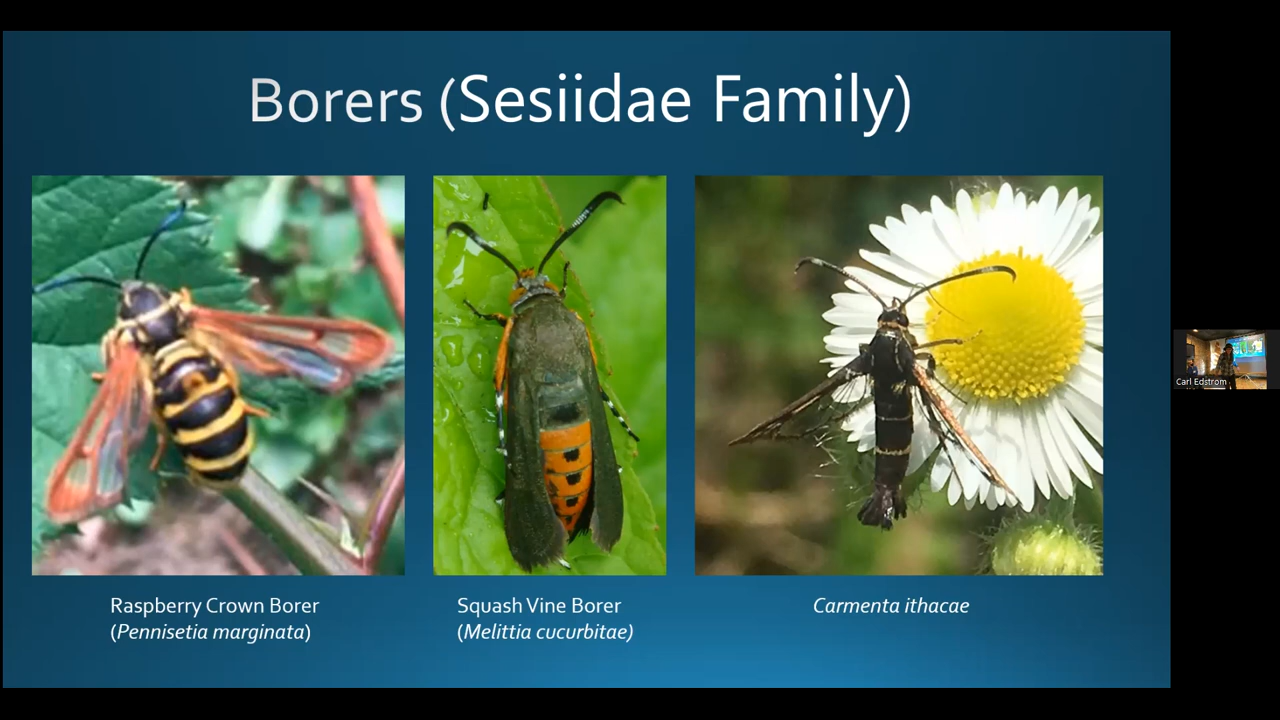 Borers (Sesiidae Family)
Raspberry Crown Borer
(Pennisetia marginata)
Squash Vine Borer
(Melittia cucurbitae)
Carmenta ithacae
Carl Edstrom